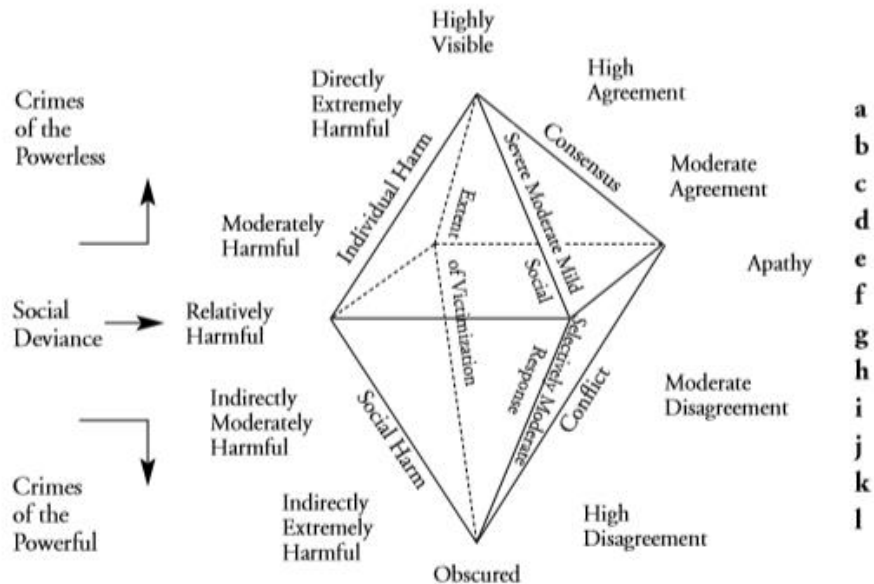 Highly
Visible
High
Agreement
Directly
Extremely
Harmful
Crimes
of the
Powerless
Consensus
Severe Moderate Mild
Moderate
Agreement
Individual Harm
Extent
of Victimization
Moderately
Harmful
Social
Response
Apathy
Social
Deviance
Relatively
Harmful
Selectively Moderate
Conflict
Moderate
Disagreement
Indirectly
Moderately
Harmful
Social Harm
Crimes
of the
Powerful
Indirectly
Extremely
Harmful
High
Disagreement
Obscured
a
b
c
d
e
f
g
h
i
j
k
l